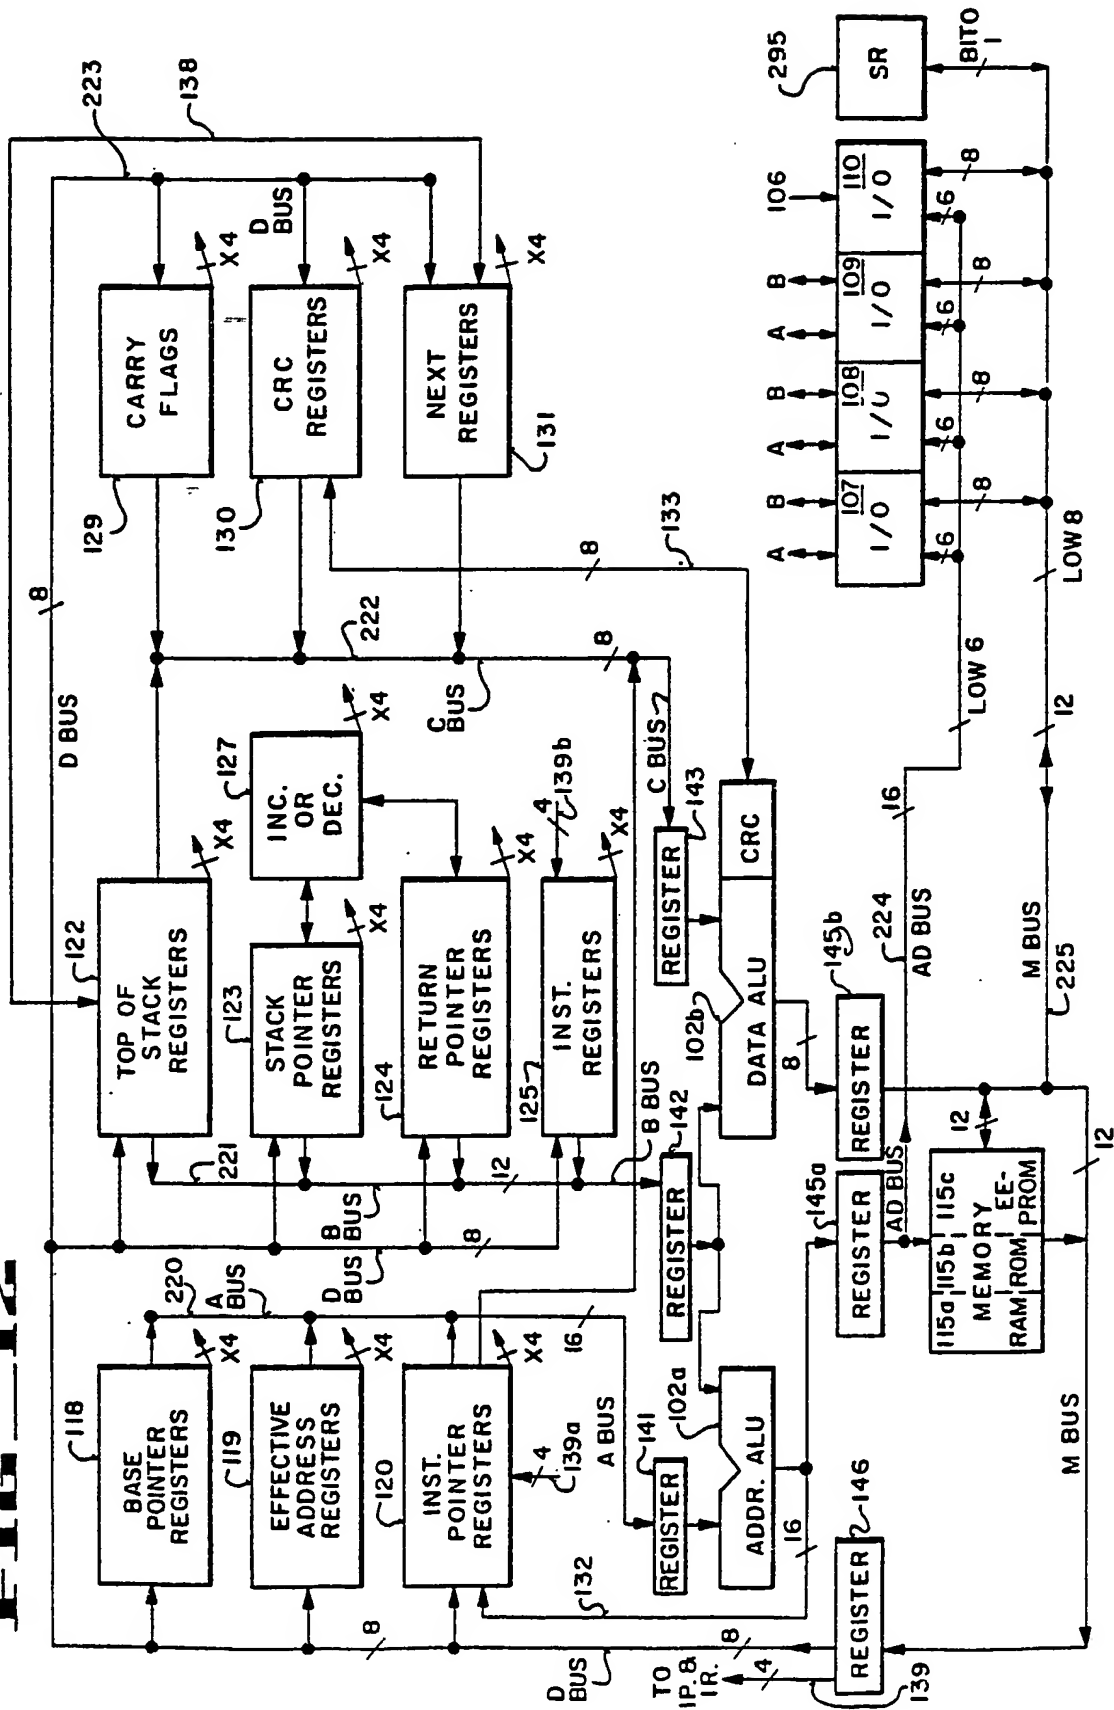 223
138
8
D BUS
122
TOP OF
STACK
REGISTERS
X4
129
CARRY
FLAGS
X4
D
BUS
118
BASE
POINTER
REGISTERS
X4
220
A
BUS
D
BUS
221
B
BUS
123
STACK
POINTER
REGISTERS
X4
127
INC.
OR
DEC.
X4
222
C
BUS
130
CRC
REGISTERS
X4
119
EFFECTIVE
ADDRESS
REGISTERS
X4
124
RETURN
POINTER
REGISTERS
X4
131
NEXT
REGISTERS
X4
120
INST.
POINTER
REGISTERS
X4
4
139a
16
8
12
125
INST.
REGISTERS
X4
4
139b
8
8
133
8
132
A BUS
141
REGISTER
B BUS
142
REGISTER
C BUS
143
REGISTER
102a
ADDR. ALU
102b
DATA ALU
CRC
16
8
D
BUS
8
TO
IP. &
IR.
4
139
REGISTER
146
145a
REGISTER
145b
REGISTER
AD BUS
224
AD BUS
16
LOW 6
115a
115b
115c
MEMORY
RAM
ROM
EE-
PROM
12
M BUS
225
12
LOW 8
M BUS
12
A
B
A
B
A
B
106
295
107
I/O
108
I/O
109
I/O
110
I/O
SR
6
8
6
8
6
8
6
8
BIT0
1